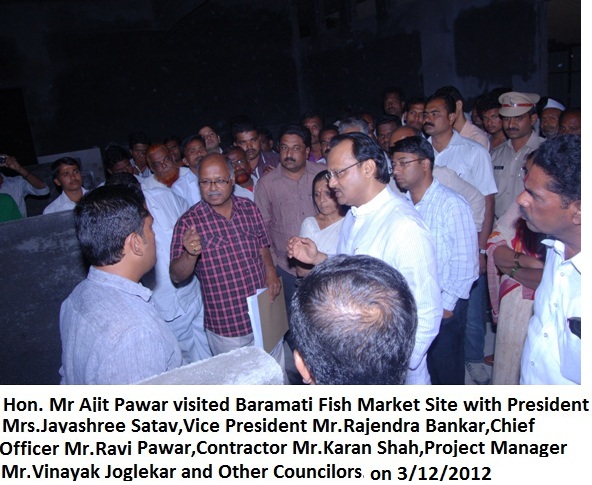 Hon. Mr Ajit Pawar visited Baramati Fish Market Site with President
Mrs.Jayashree Satav,Vice President Mr.Rajendra Bankar,Chief
Officer Mr.Ravi Pawar,Contractor Mr.Karan Shah,Project Manager
Mr.Vinayak Joglekar and Other Councilors on 3/12/2012